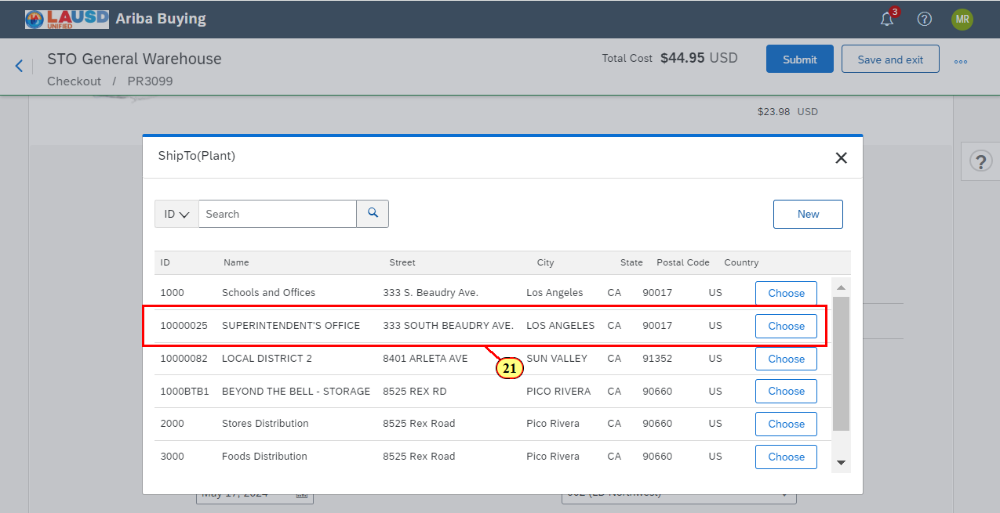 LAUSD UNIFIED Ariba Buying 3 ? MR
STO General Warehouse
Checkout / PR3099
Total Cost $44.95 USD Submit Save and exit
$23.98 USD
?
ShipTo(Plant)
ID Search New
ID Name Street City State Postal Code Country
1000 Schools and Offices 333 S. Beaudry Ave. Los Angeles CA 90017 US Choose
10000025 SUPERINTENDENT'S OFFICE 333 SOUTH BEAUDRY AVE. LOS ANGELES CA 90017 US Choose
21
10000082 LOCAL DISTRICT 2 8401 ARLETA AVE SUN VALLEY CA 91352 US Choose
1000BTB1 BEYOND THE BELL - STORAGE 8525 REX RD PICO RIVERA CA 90660 US Choose
2000 Stores Distribution 8525 Rex Road Pico Rivera CA 90660 US Choose
3000 Foods Distribution 8525 Rex Road Pico Rivera CA 90660 US Choose
May 17, 2024